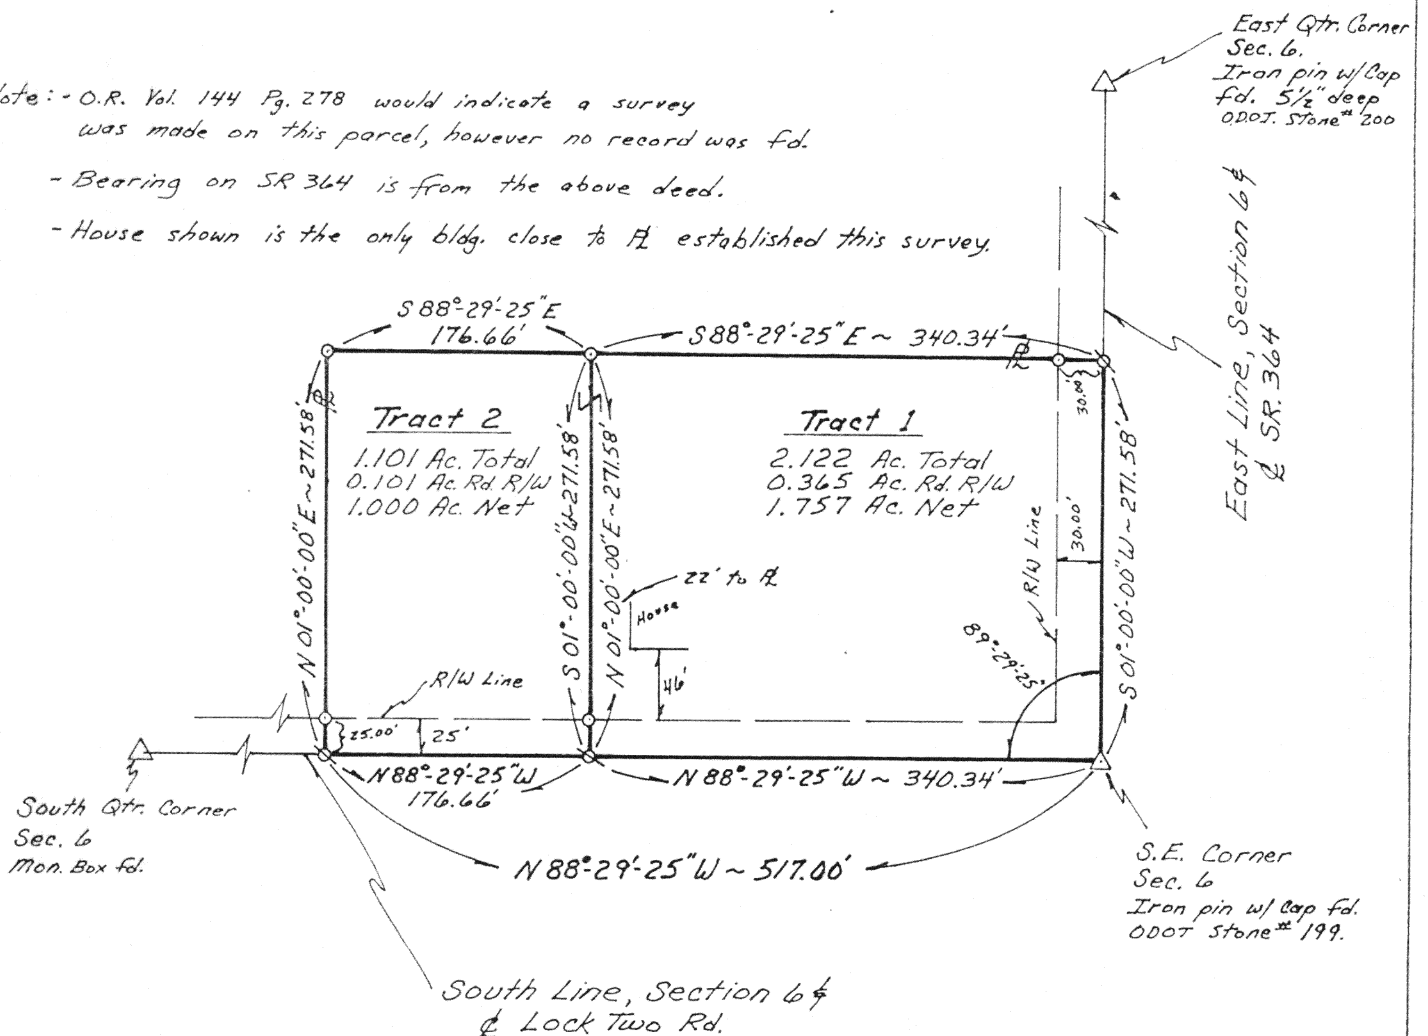 East Qtr. Corner
Sec. 6.
Iron pin w/ Cap
fd. 5½" deep
O.D.O.T. Stone # 200
Note: - O.R. Vol. 144 Pg. 278 would indicate a survey
was made on this parcel, however no record was fd.
- Bearing on SR 364 is from the above deed.
- House shown is the only bldg. close to PL established this survey.
East Line, Section 6 &
CL SR. 364
S 88°-29'-25" E
176.66'
S 88°-29'-25" E ~ 340.34'
PL
30.00'
Tract 2
1.101 Ac. Total
0.101 Ac. Rd. R/W
1.000 Ac. Net
Tract 1
2.122 Ac. Total
0.365 Ac. Rd. R/W
1.757 Ac. Net
N 01°-00'-00" E ~ 271.58'
S 01°-00'-00" W ~ 271.58'
N 01°-00'-00" E ~ 271.58'
S 01°-00'-00" W ~ 271.58'
R/W Line
30.00'
22' to PL
House
46'
89°-29'-25"
R/W Line
25.00'
25'
N 88°-29'-25" W
176.66'
N 88°-29'-25" W ~ 340.34'
N 88°-29'-25" W ~ 517.00'
South Qtr. Corner
Sec. 6
Mon. Box fd.
S.E. Corner
Sec. 6
Iron pin w/ Cap fd.
ODOT Stone # 199.
South Line, Section 6 &
CL Lock Two Rd.